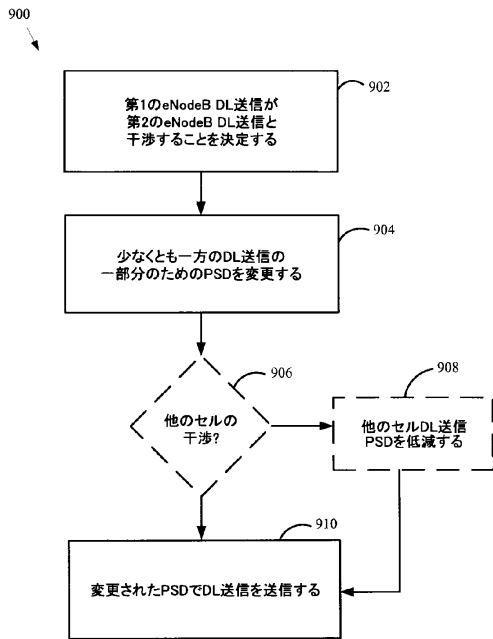 900
902
第1のeNodeB DL送信が
第2のeNodeB DL送信と
干渉することを決定する
904
少なくとも一方のDL送信の
一部分のためのPSDを変更する
906
他のセルの
干渉?
908
他のセルDL送信
PSDを低減する
910
変更されたPSDでDL送信を送信する